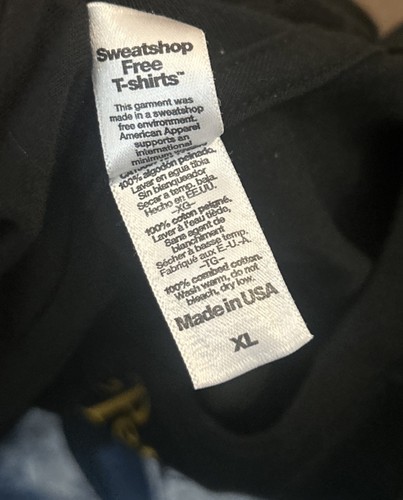 Sweatshop
Free
T-shirts™
This garment was
made in a sweatshop
free environment.
American Apparel
supports an
international
minimum
100% algodón peinado.
Lavar en agua tibia
Sin blanqueador
Secar a temp. baja.
Hecho en EE.UU.
-XG-
100% coton peigné.
Laver à l'eau tiède,
Sans agent de
blanchiment
Sécher à basse temp.
Fabriqué aux E.-U.A.
-TG-
100% combed cotton.
Wash warm, do not
bleach, dry low.
Made in USA
XL